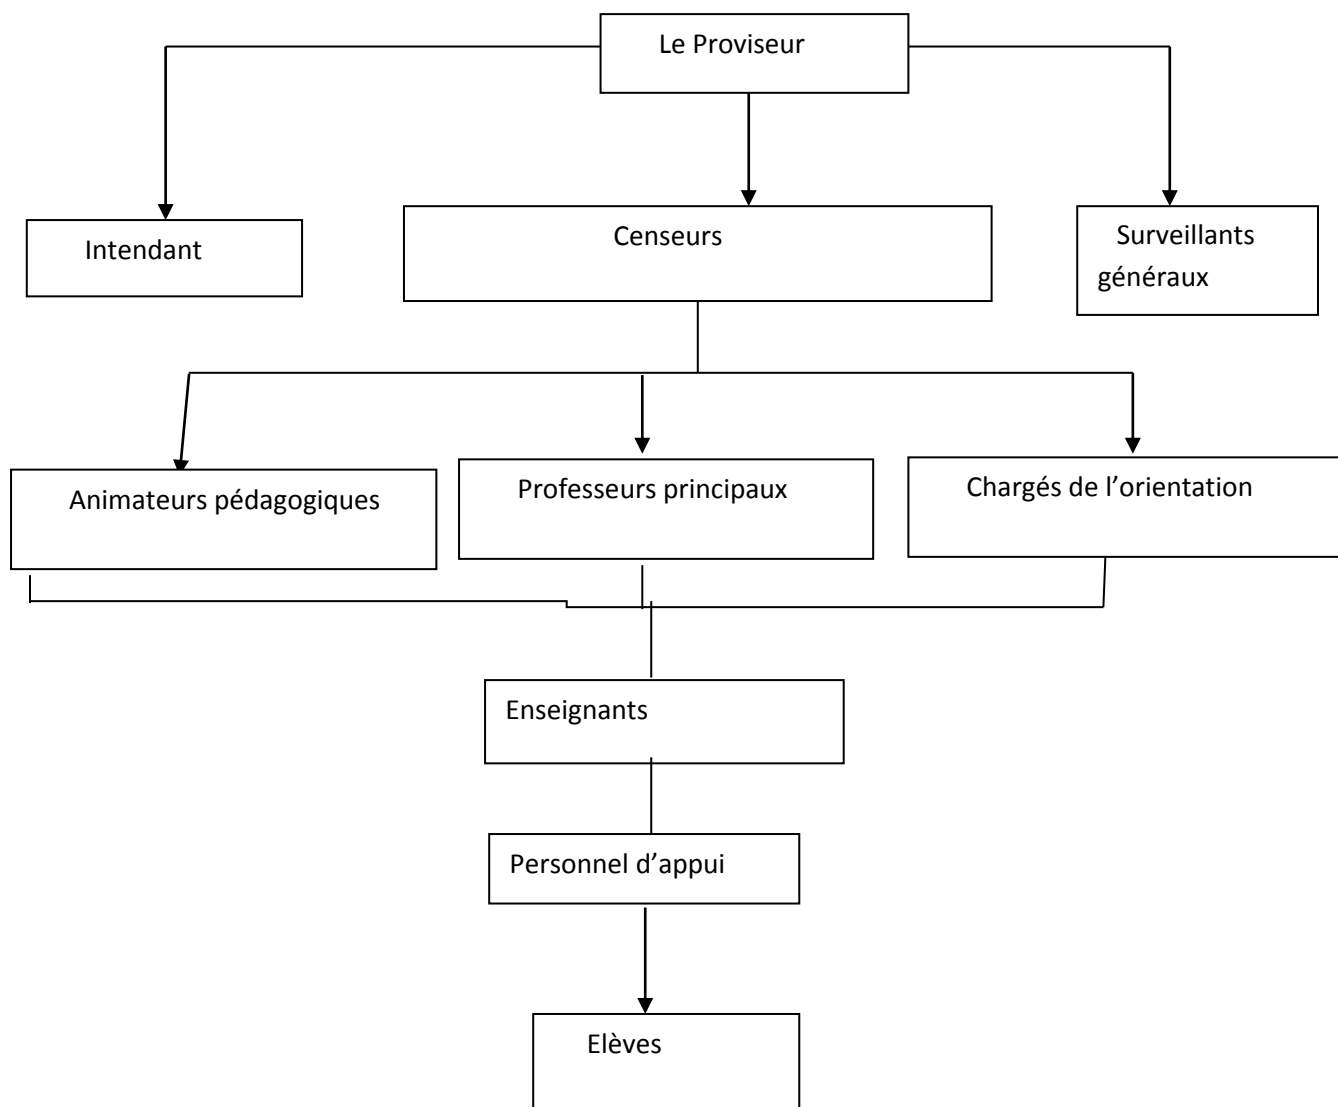 Le Proviseur
Intendant
Censeurs
Surveillants
généraux
Animateurs pédagogiques
Professeurs principaux
Chargés de l’orientation
Enseignants
Personnel d’appui
Elèves